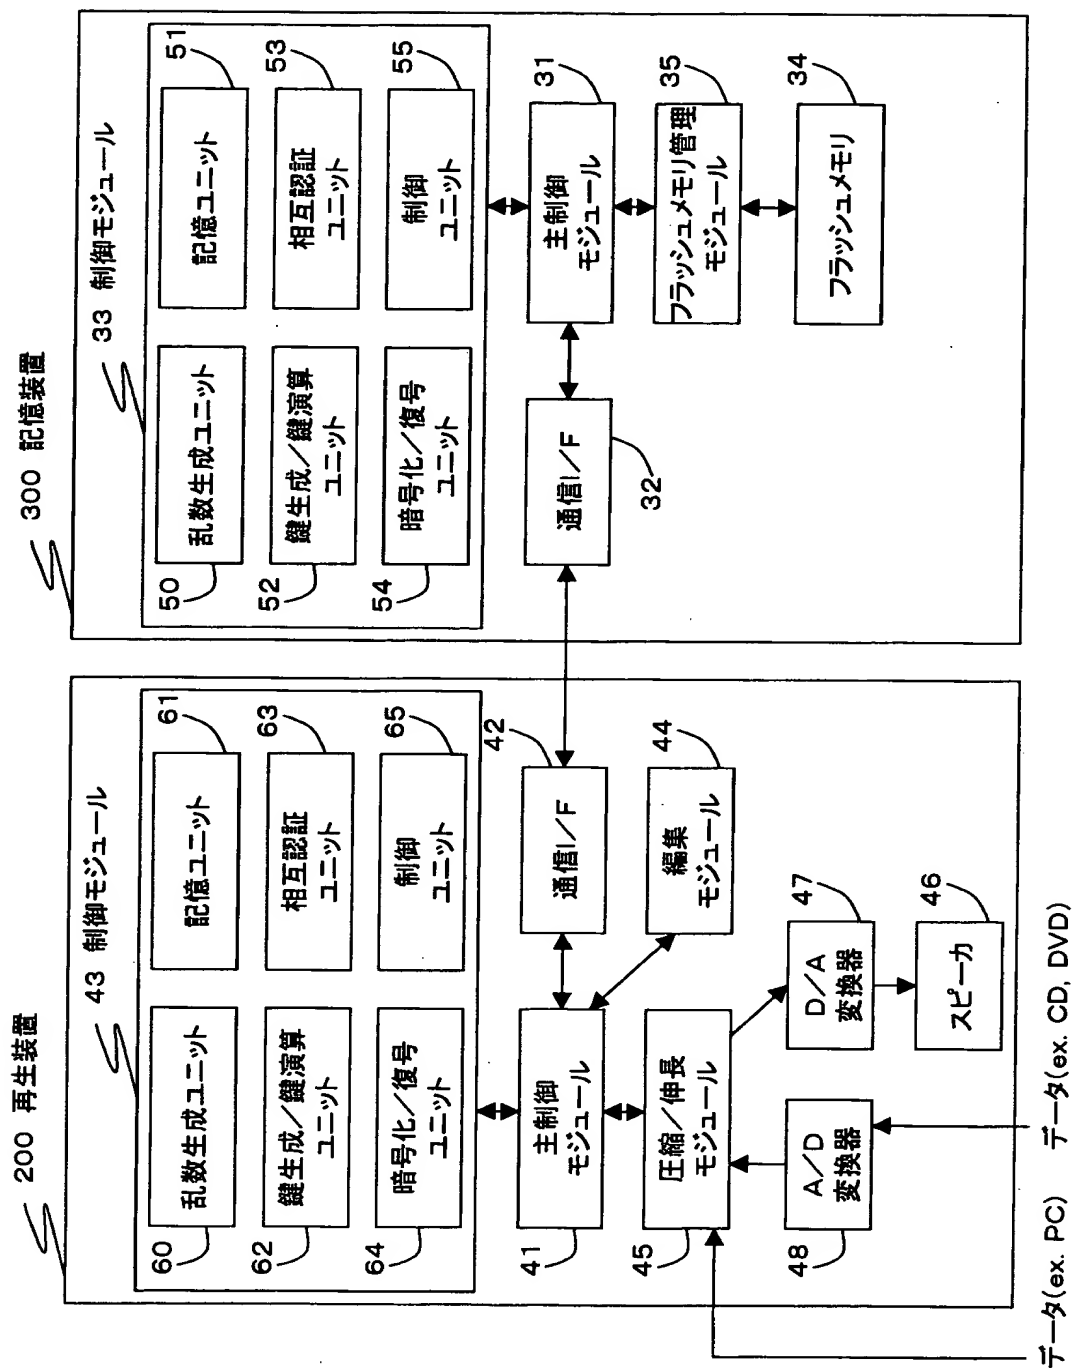 200 再生装置
43 制御モジュール
60
乱数生成ユニット
記憶ユニット
61
62
鍵生成／鍵演算
ユニット
相互認証
ユニット
63
64
暗号化／復号
ユニット
制御
ユニット
65
41
主制御
モジュール
通信I／F
42
45
圧縮／伸長
モジュール
編集
モジュール
44
48
A／D
変換器
D／A
変換器
47
スピーカ
46
データ(ex. PC)
データ(ex. CD, DVD)
300 記憶装置
33 制御モジュール
50
乱数生成ユニット
記憶ユニット
51
52
鍵生成／鍵演算
ユニット
相互認証
ユニット
53
54
暗号化／復号
ユニット
制御
ユニット
55
通信I／F
32
主制御
モジュール
31
フラッシュメモリ管理
モジュール
35
フラッシュメモリ
34